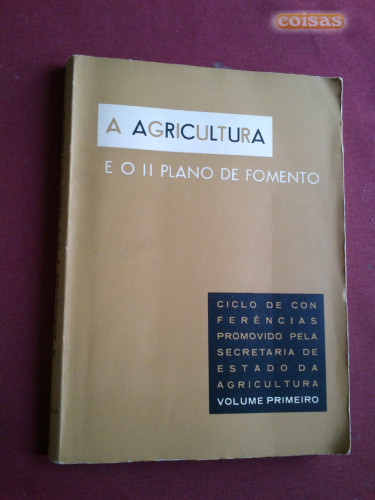 coisas
A AGRICULTURA
E O II PLANO DE FOMENTO
CICLO DE CON
FERÊNCIAS
PROMOVIDO PELA
SECRETARIA DE
ESTADO DA
AGRICULTURA
VOLUME PRIMEIRO